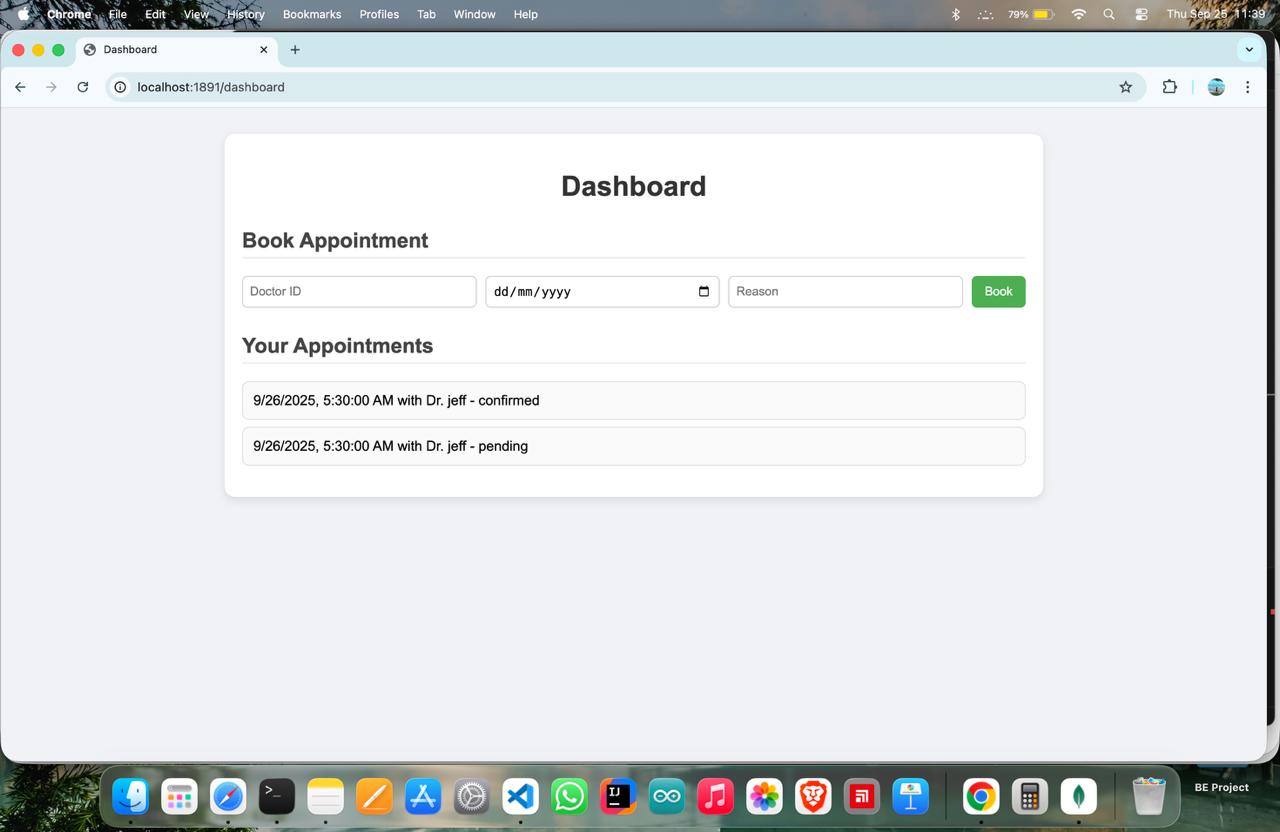 Chrome File Edit View History Bookmarks Profiles Tab Window Help 79% Thu Sep 25 11:39
Dashboard
localhost:1891/dashboard
Dashboard
Book Appointment
Doctor ID dd/mm/yyyy Reason Book
Your Appointments
9/26/2025, 5:30:00 AM with Dr. jeff - confirmed
9/26/2025, 5:30:00 AM with Dr. jeff - pending
BE Project